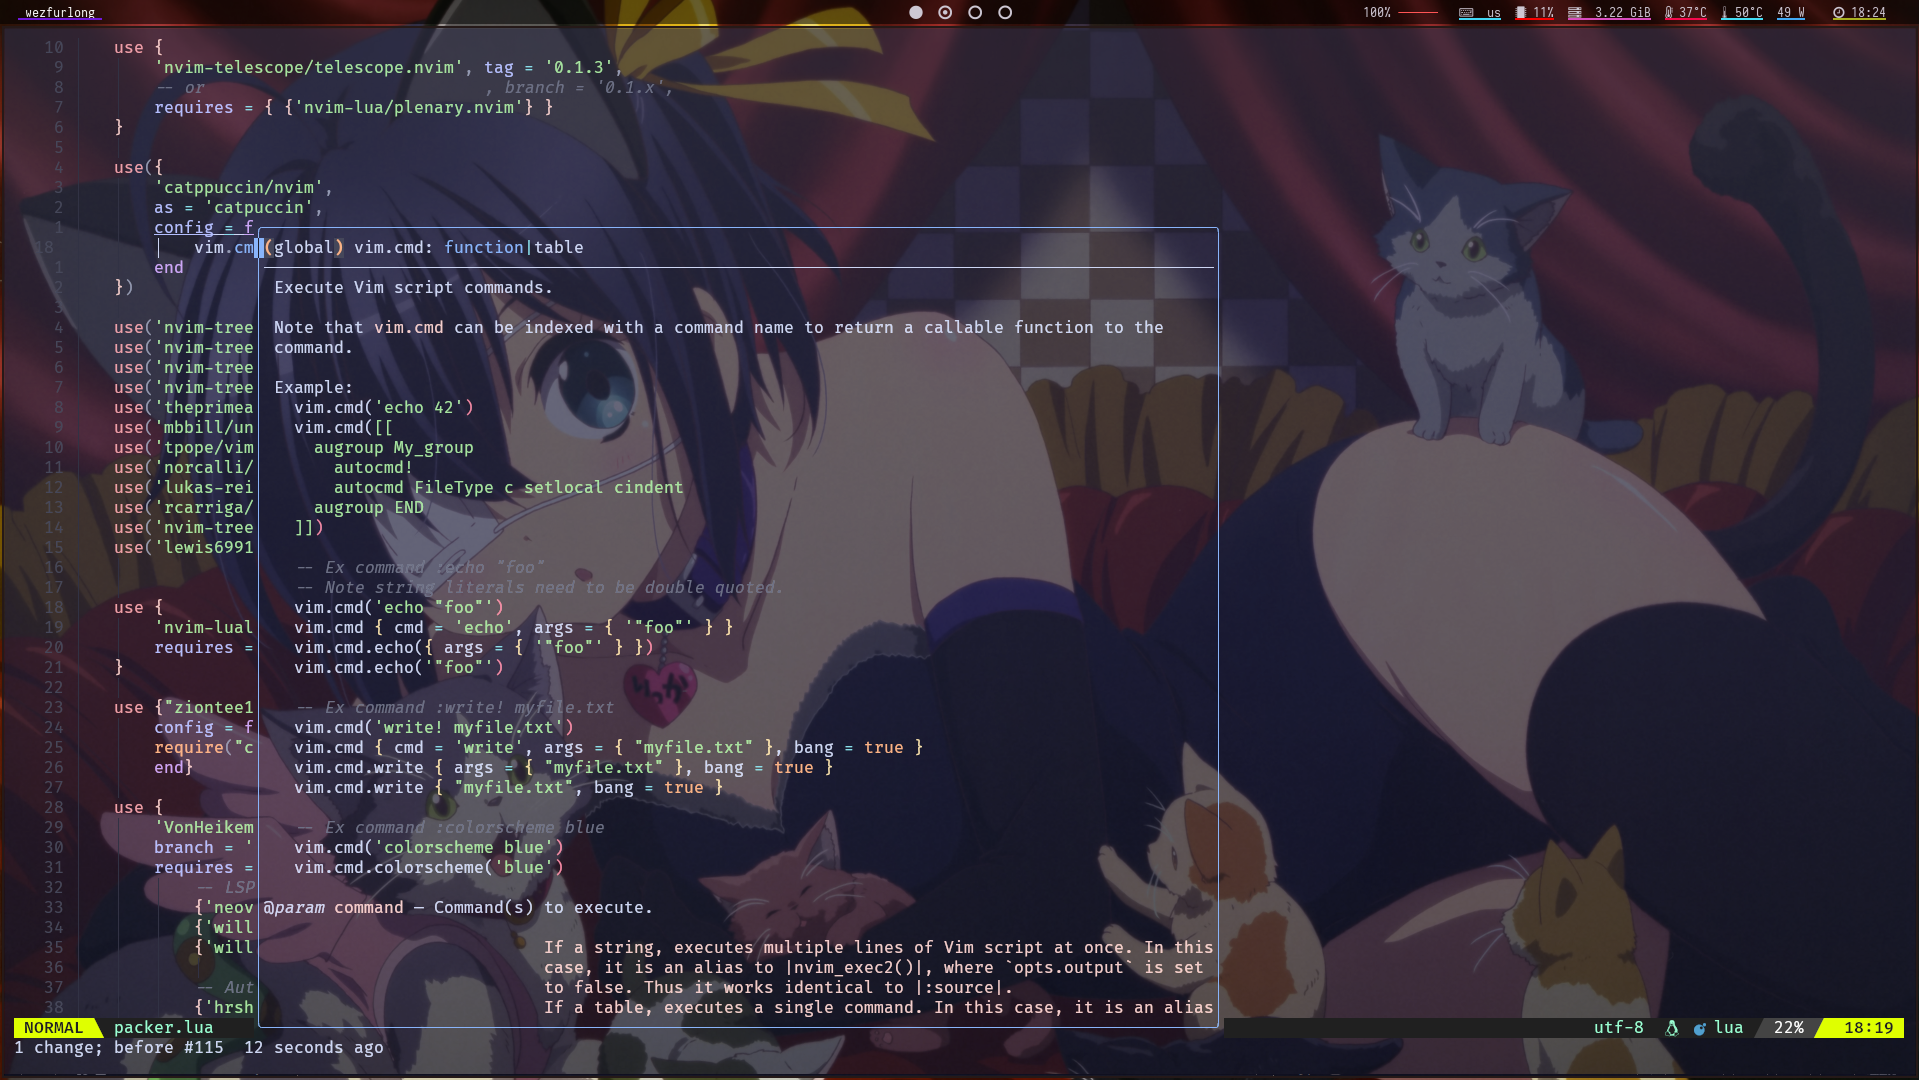 wezfurlong
100% us 11% 3.22 GiB 37°C 50°C 49 W 18:24
10 use {
9 'nvim-telescope/telescope.nvim', tag = '0.1.3',
8 -- or , branch = '0.1.x',
7 requires = { {'nvim-lua/plenary.nvim'} }
6 }
5
4 use({
3 'catppuccin/nvim',
2 as = 'catpuccin',
1 config = f
18 vim.cm (global) vim.cmd: function|table
1 end
2 }) Execute Vim script commands.
3
4 use('nvim-tree Note that vim.cmd can be indexed with a command name to return a callable function to the
5 use('nvim-tree command.
6 use('nvim-tree
7 use('nvim-tree Example:
8 use('theprimea vim.cmd('echo 42')
9 use('mbbill/un vim.cmd([[
10 use('tpope/vim augroup My_group
11 use('norcalli/ autocmd!
12 use('lukas-rei autocmd FileType c setlocal cindent
13 use('rcarriga/ augroup END
14 use('nvim-tree ]])
15 use('lewis6991
16 -- Ex command :echo "foo"
17 -- Note string literals need to be double quoted.
18 use { vim.cmd('echo "foo"')
19 'nvim-lual vim.cmd { cmd = 'echo', args = { '"foo"' } }
20 requires = vim.cmd.echo({ args = { '"foo"' } })
21 } vim.cmd.echo('"foo"')
22
23 use {"ziontee1 -- Ex command :write! myfile.txt
24 config = f vim.cmd('write! myfile.txt')
25 require("c vim.cmd { cmd = 'write', args = { "myfile.txt" }, bang = true }
26 end} vim.cmd.write { args = { "myfile.txt" }, bang = true }
27 vim.cmd.write { "myfile.txt", bang = true }
28 use {
29 'VonHeikem -- Ex command :colorscheme blue
30 branch = ' vim.cmd('colorscheme blue')
31 requires = vim.cmd.colorscheme('blue')
32 -- LSP
33 {'neov @param command — Command(s) to execute.
34 {'will
35 {'will If a string, executes multiple lines of Vim script at once. In this
36 case, it is an alias to |nvim_exec2()|, where `opts.output` is set
37 -- Aut to false. Thus it works identical to |:source|.
38 {'hrsh If a table, executes a single command. In this case, it is an alias
NORMAL packer.lua utf-8 lua 22% 18:19
1 change; before #115 12 seconds ago